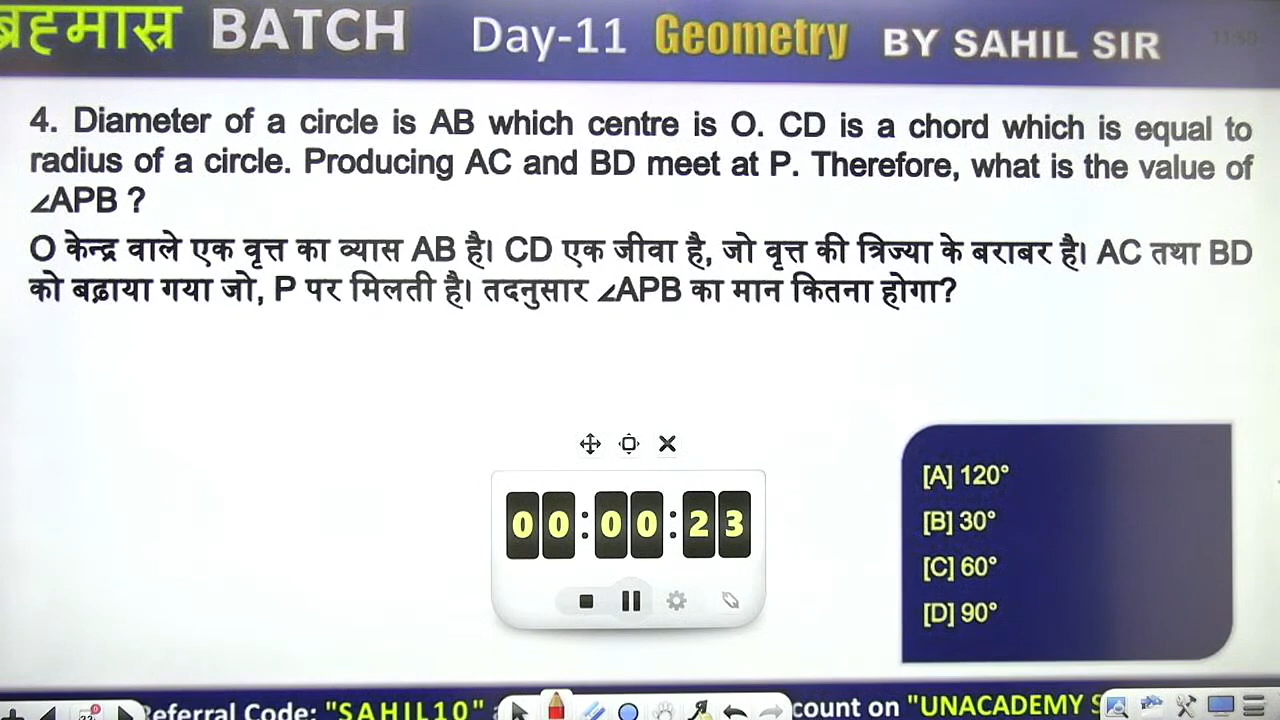 ब्रह्मास्त्र BATCH Day-11 Geometry BY SAHIL SIR
4. Diameter of a circle is AB which centre is O. CD is a chord which is equal to
radius of a circle. Producing AC and BD meet at P. Therefore, what is the value of
∠APB ?
O केन्द्र वाले एक वृत्त का व्यास AB है। CD एक जीवा है, जो वृत्त की त्रिज्या के बराबर है। AC तथा BD
को बढ़ाया गया जो, P पर मिलती है। तदनुसार ∠APB का मान कितना होगा?
[A] 120°
[B] 30°
[C] 60°
[D] 90°
00:00:23
Referral Code: "SAHIL10" count on "UNACADEMY S